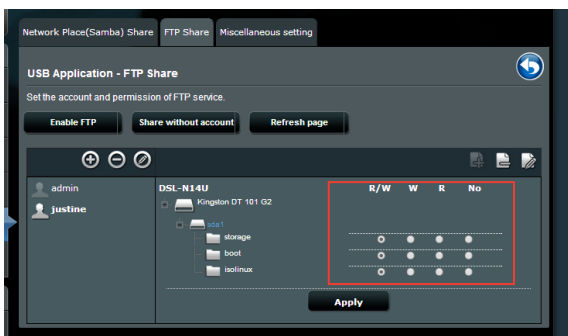 Network Place(Samba) Share FTP Share Miscellaneous setting
USB Application - FTP Share
Set the account and permission of FTP service.
Enable FTP Share without account Refresh page
admin
justine
DSL-N14U R/W W R No
Kingston DT 101 G2
sda1
storage
boot
isolinux
Apply